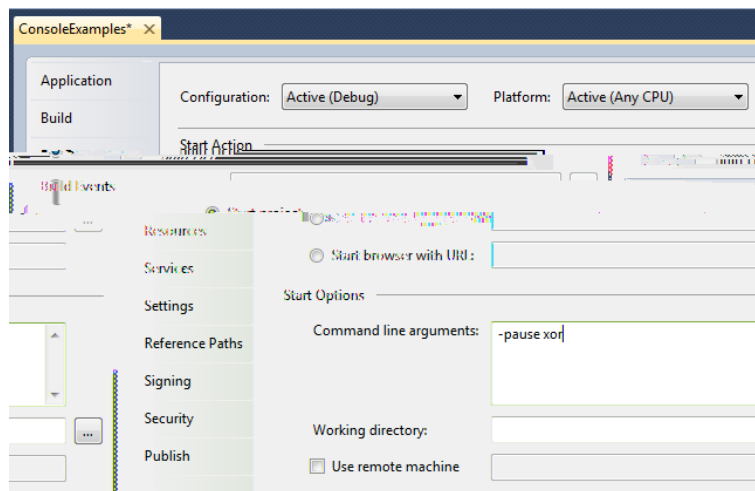 ConsoleExamples*
Application
Configuration: Active (Debug) Platform: Active (Any CPU)
Build
Start Action
Build Events
Start project
Resources
...
Start browser with URL:
Services
Start Options
Settings
Command line arguments: -pause xor
Reference Paths
Signing
Security
...
Working directory:
Publish
Use remote machine